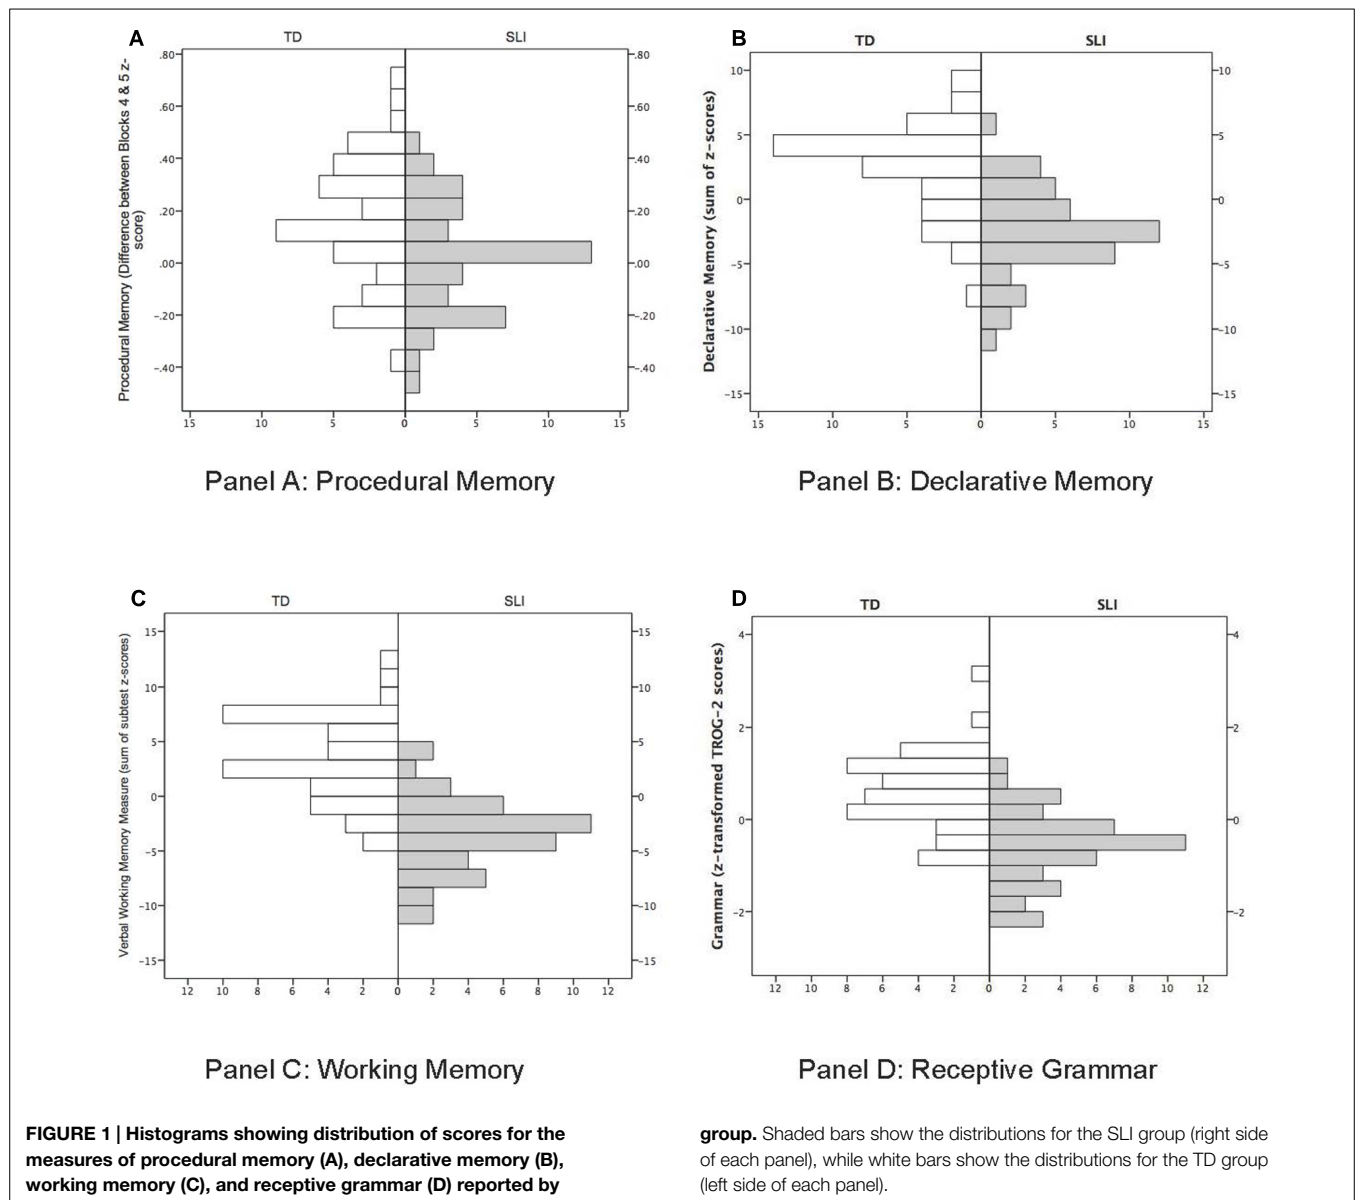 A
TD SLI
Procedural Memory (Difference between Blocks 4 & 5 z-
score)
.80 .80
.60 .60
.40 .40
.20 .20
.00 .00
-.20 -.20
-.40 -.40
15 10 5 0 5 10 15
Panel A: Procedural Memory
B
TD SLI
Declarative Memory (sum of z-scores)
10 10
5 5
0 0
-5 -5
-10 -10
-15 -15
15 10 5 0 5 10 15
Panel B: Declarative Memory
C
TD SLI
Verbal Working Memory Measure (sum of subtest z-scores)
15 15
10 10
5 5
0 0
-5 -5
-10 -10
-15 -15
12 10 8 6 4 2 0 2 4 6 8 10 12
Panel C: Working Memory
D
TD SLI
Grammar (z-transformed TROG-2 scores)
4 4
2 2
0 0
-2 -2
12 10 8 6 4 2 0 2 4 6 8 10 12
Panel D: Receptive Grammar
FIGURE 1 | Histograms showing distribution of scores for the
measures of procedural memory (A), declarative memory (B),
working memory (C), and receptive grammar (D) reported by
group. Shaded bars show the distributions for the SLI group (right side
of each panel), while white bars show the distributions for the TD group
(left side of each panel).